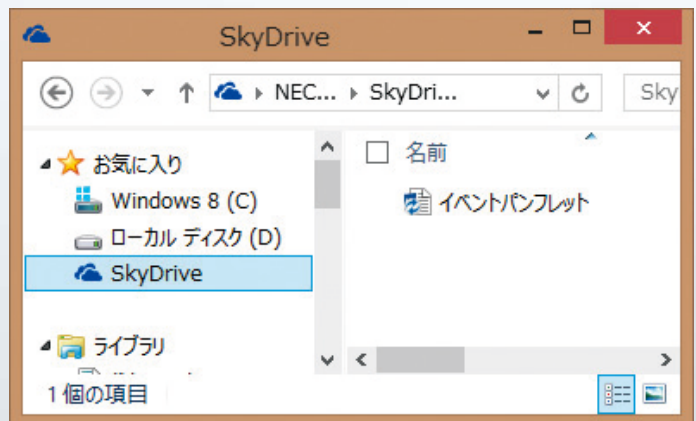 SkyDrive
NEC... SkyDri...
Sky
お気に入り
Windows 8 (C)
ローカル ディスク (D)
SkyDrive
ライブラリ
名前
イベントパンフレット
1個の項目